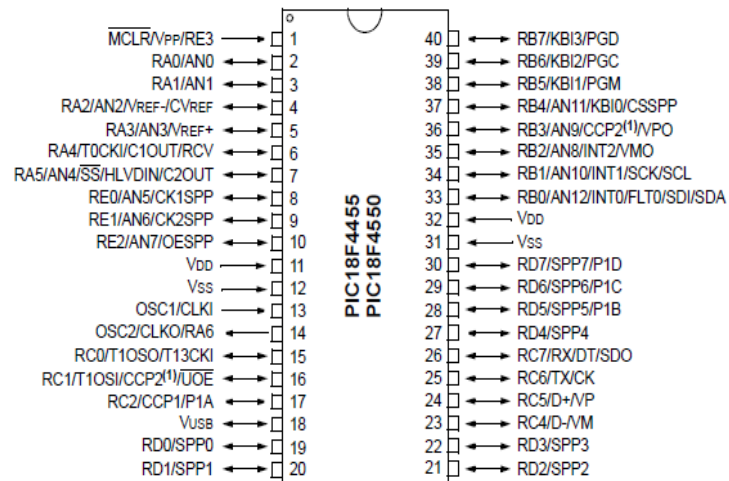 MCLR/VPP/RE3 1
RA0/AN0 2
RA1/AN1 3
RA2/AN2/VREF-/CVREF 4
RA3/AN3/VREF+ 5
RA4/T0CKI/C1OUT/RCV 6
RA5/AN4/SS/HLVDIN/C2OUT 7
RE0/AN5/CK1SPP 8
RE1/AN6/CK2SPP 9
RE2/AN7/OESPP 10
VDD 11
VSS 12
OSC1/CLKI 13
OSC2/CLKO/RA6 14
RC0/T1OSO/T13CKI 15
RC1/T1OSI/CCP2(1)/UOE 16
RC2/CCP1/P1A 17
VUSB 18
RD0/SPP0 19
RD1/SPP1 20
PIC18F4455
PIC18F4550
40 RB7/KBI3/PGD
39 RB6/KBI2/PGC
38 RB5/KBI1/PGM
37 RB4/AN11/KBI0/CSSPP
36 RB3/AN9/CCP2(1)/VPO
35 RB2/AN8/INT2/VMO
34 RB1/AN10/INT1/SCK/SCL
33 RB0/AN12/INT0/FLT0/SDI/SDA
32 VDD
31 VSS
30 RD7/SPP7/P1D
29 RD6/SPP6/P1C
28 RD5/SPP5/P1B
27 RD4/SPP4
26 RC7/RX/DT/SDO
25 RC6/TX/CK
24 RC5/D+/VP
23 RC4/D-/VM
22 RD3/SPP3
21 RD2/SPP2